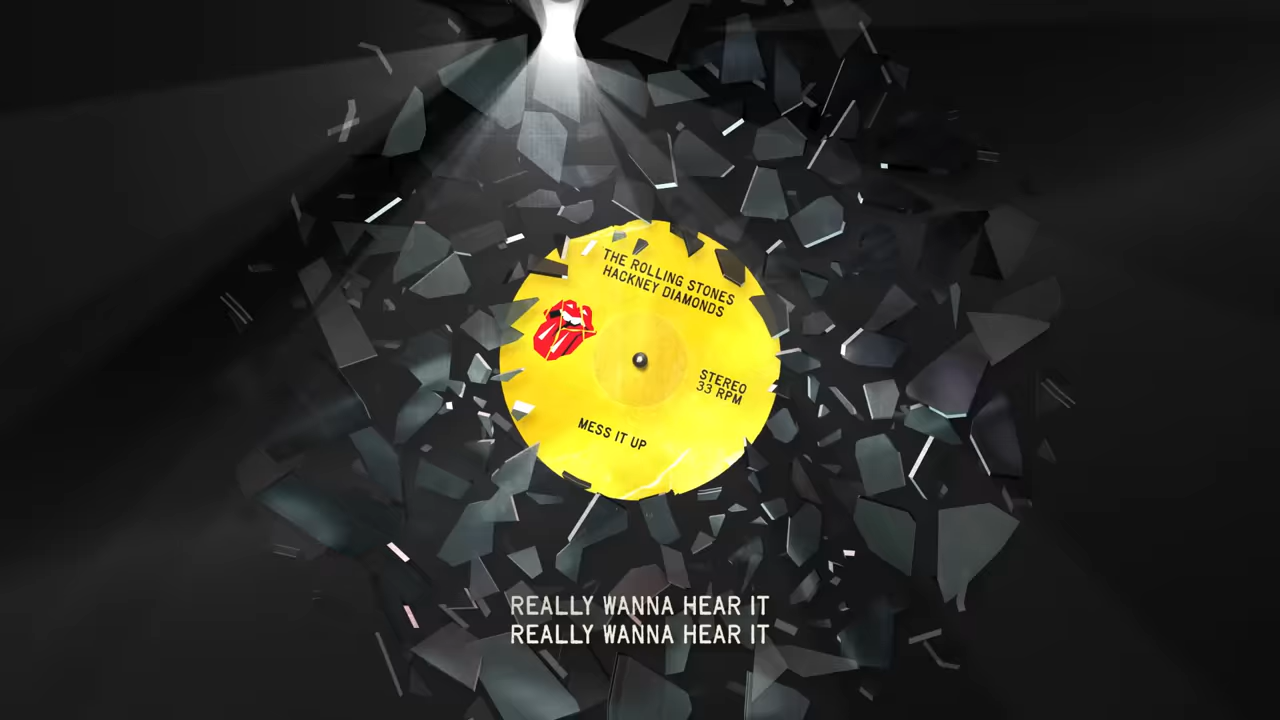 THE ROLLING STONES
HACKNEY DIAMONDS
STEREO
33 RPM
MESS IT UP
REALLY WANNA HEAR IT
REALLY WANNA HEAR IT